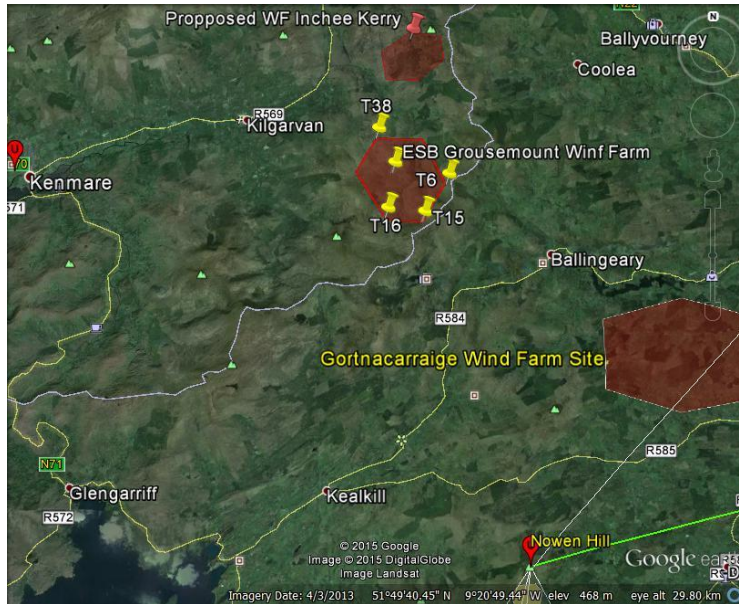 N22
Propposed WF Inchee Kerry
Ballyvourney
N
Coolea
T38
R569
Kilgarvan
ESB Grousemount Winf Farm
U
70
Kenmare
T6
571
T16
T15
Ballingeary
R584
Gortnacarraige Wind Farm Site
R585
N71
Glengarriff
Kealkill
R572
© 2015 Google
Image © 2015 DigitalGlobe
Image Landsat
Nowen Hill
Google earth
Imagery Date: 4/3/2013 51°49'40.45" N 9°20'49.44" W elev 468 m eye alt 29.80 km